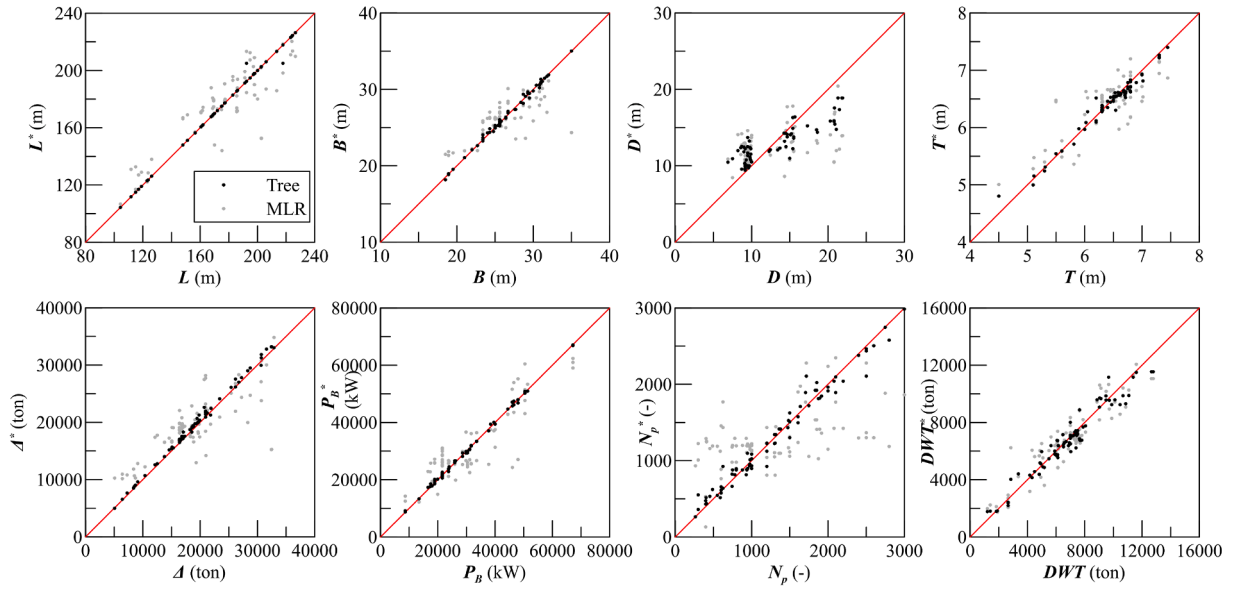 240
200
160
120
80
L* (m)
Tree
MLR
80 120 160 200 240
L (m)
40
30
20
10
B* (m)
10 20 30 40
B (m)
30
20
10
0
D* (m)
0 10 20 30
D (m)
8
7
6
5
4
T* (m)
4 5 6 7 8
T (m)
40000
30000
20000
10000
0
Δ* (ton)
0 10000 20000 30000 40000
Δ (ton)
80000
60000
40000
20000
0
P_B*
(kW)
0 20000 40000 60000 80000
P_B (kW)
3000
2000
1000
0
N_p* (-)
0 1000 2000 3000
N_p (-)
16000
12000
8000
4000
0
DWT* (ton)
0 4000 8000 12000 16000
DWT (ton)